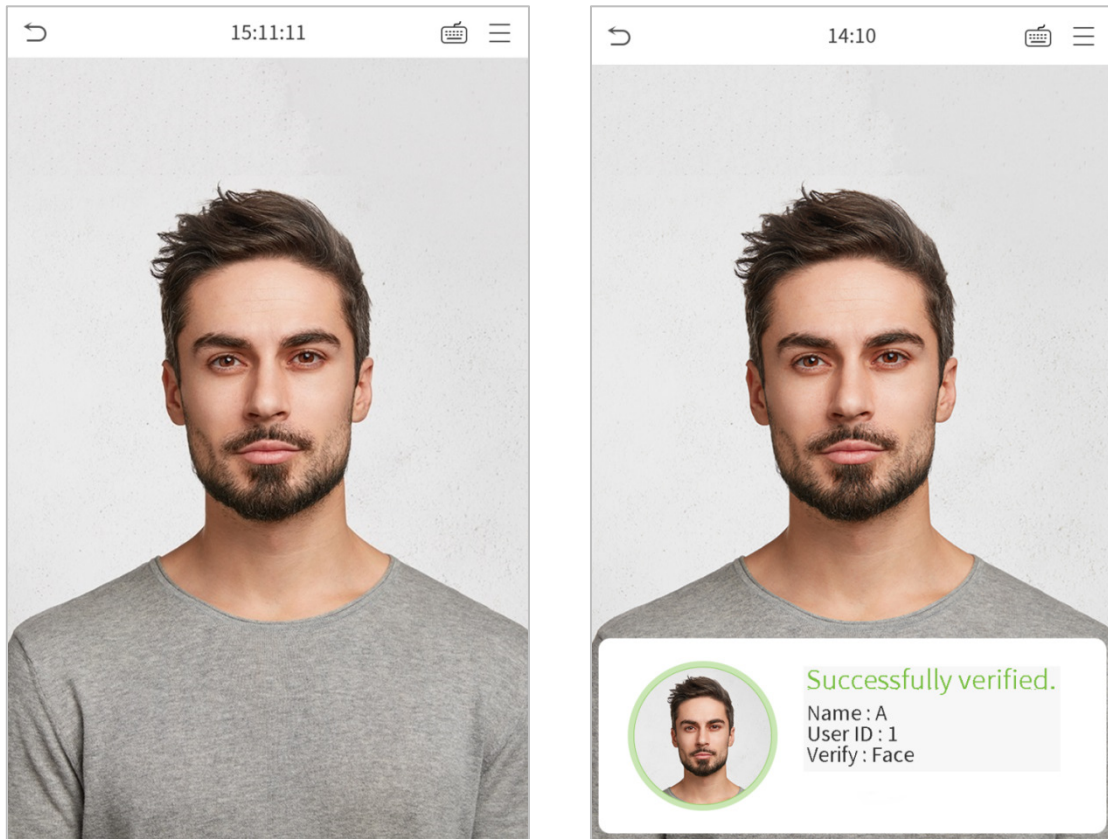 15:11:11
14:10
Successfully verified.
Name : A
User ID : 1
Verify : Face